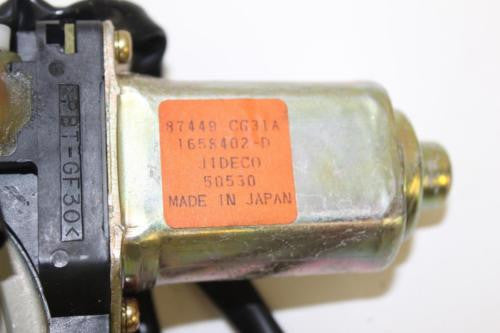 87449 CG31A
1658402-D
JIDECO
50530
MADE IN JAPAN
>PBT-GF30<